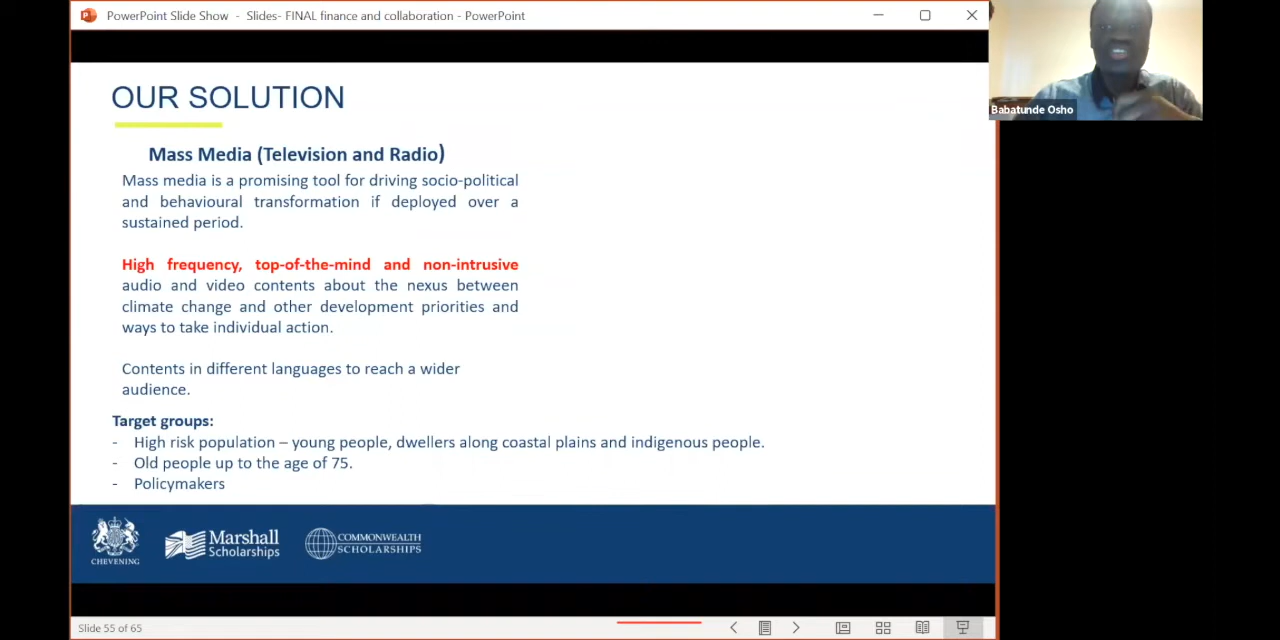 PowerPoint Slide Show - Slides- FINAL finance and collaboration - PowerPoint
Babatunde Osho
OUR SOLUTION
Mass Media (Television and Radio)
Mass media is a promising tool for driving socio-political
and behavioural transformation if deployed over a
sustained period.
High frequency, top-of-the-mind and non-intrusive
audio and video contents about the nexus between
climate change and other development priorities and
ways to take individual action.
Contents in different languages to reach a wider
audience.
Target groups:
- High risk population – young people, dwellers along coastal plains and indigenous people.
- Old people up to the age of 75.
- Policymakers
CHEVENING
Marshall
Scholarships
COMMONWEALTH
SCHOLARSHIPS
Slide 55 of 65